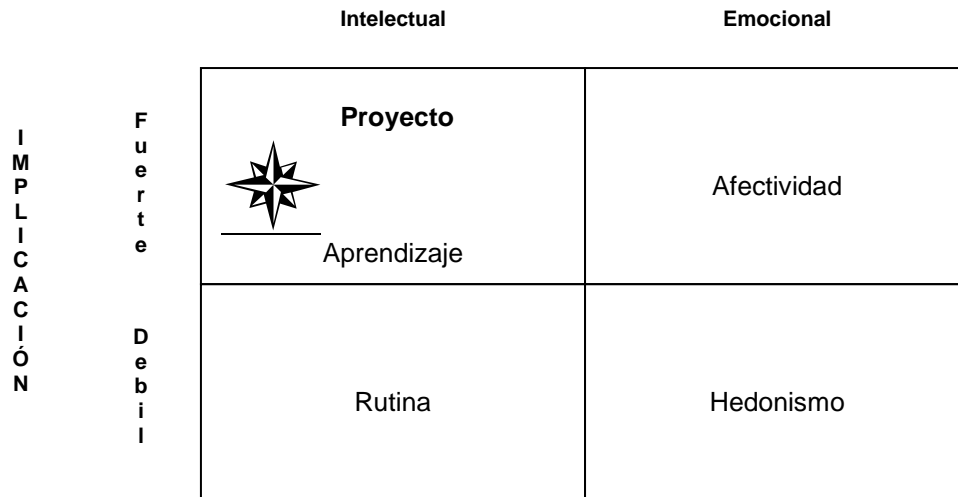 Intelectual
Emocional
IMPLICACIÓN
Fuerte
Proyecto
Afectividad
Aprendizaje
Debil
Rutina
Hedonismo